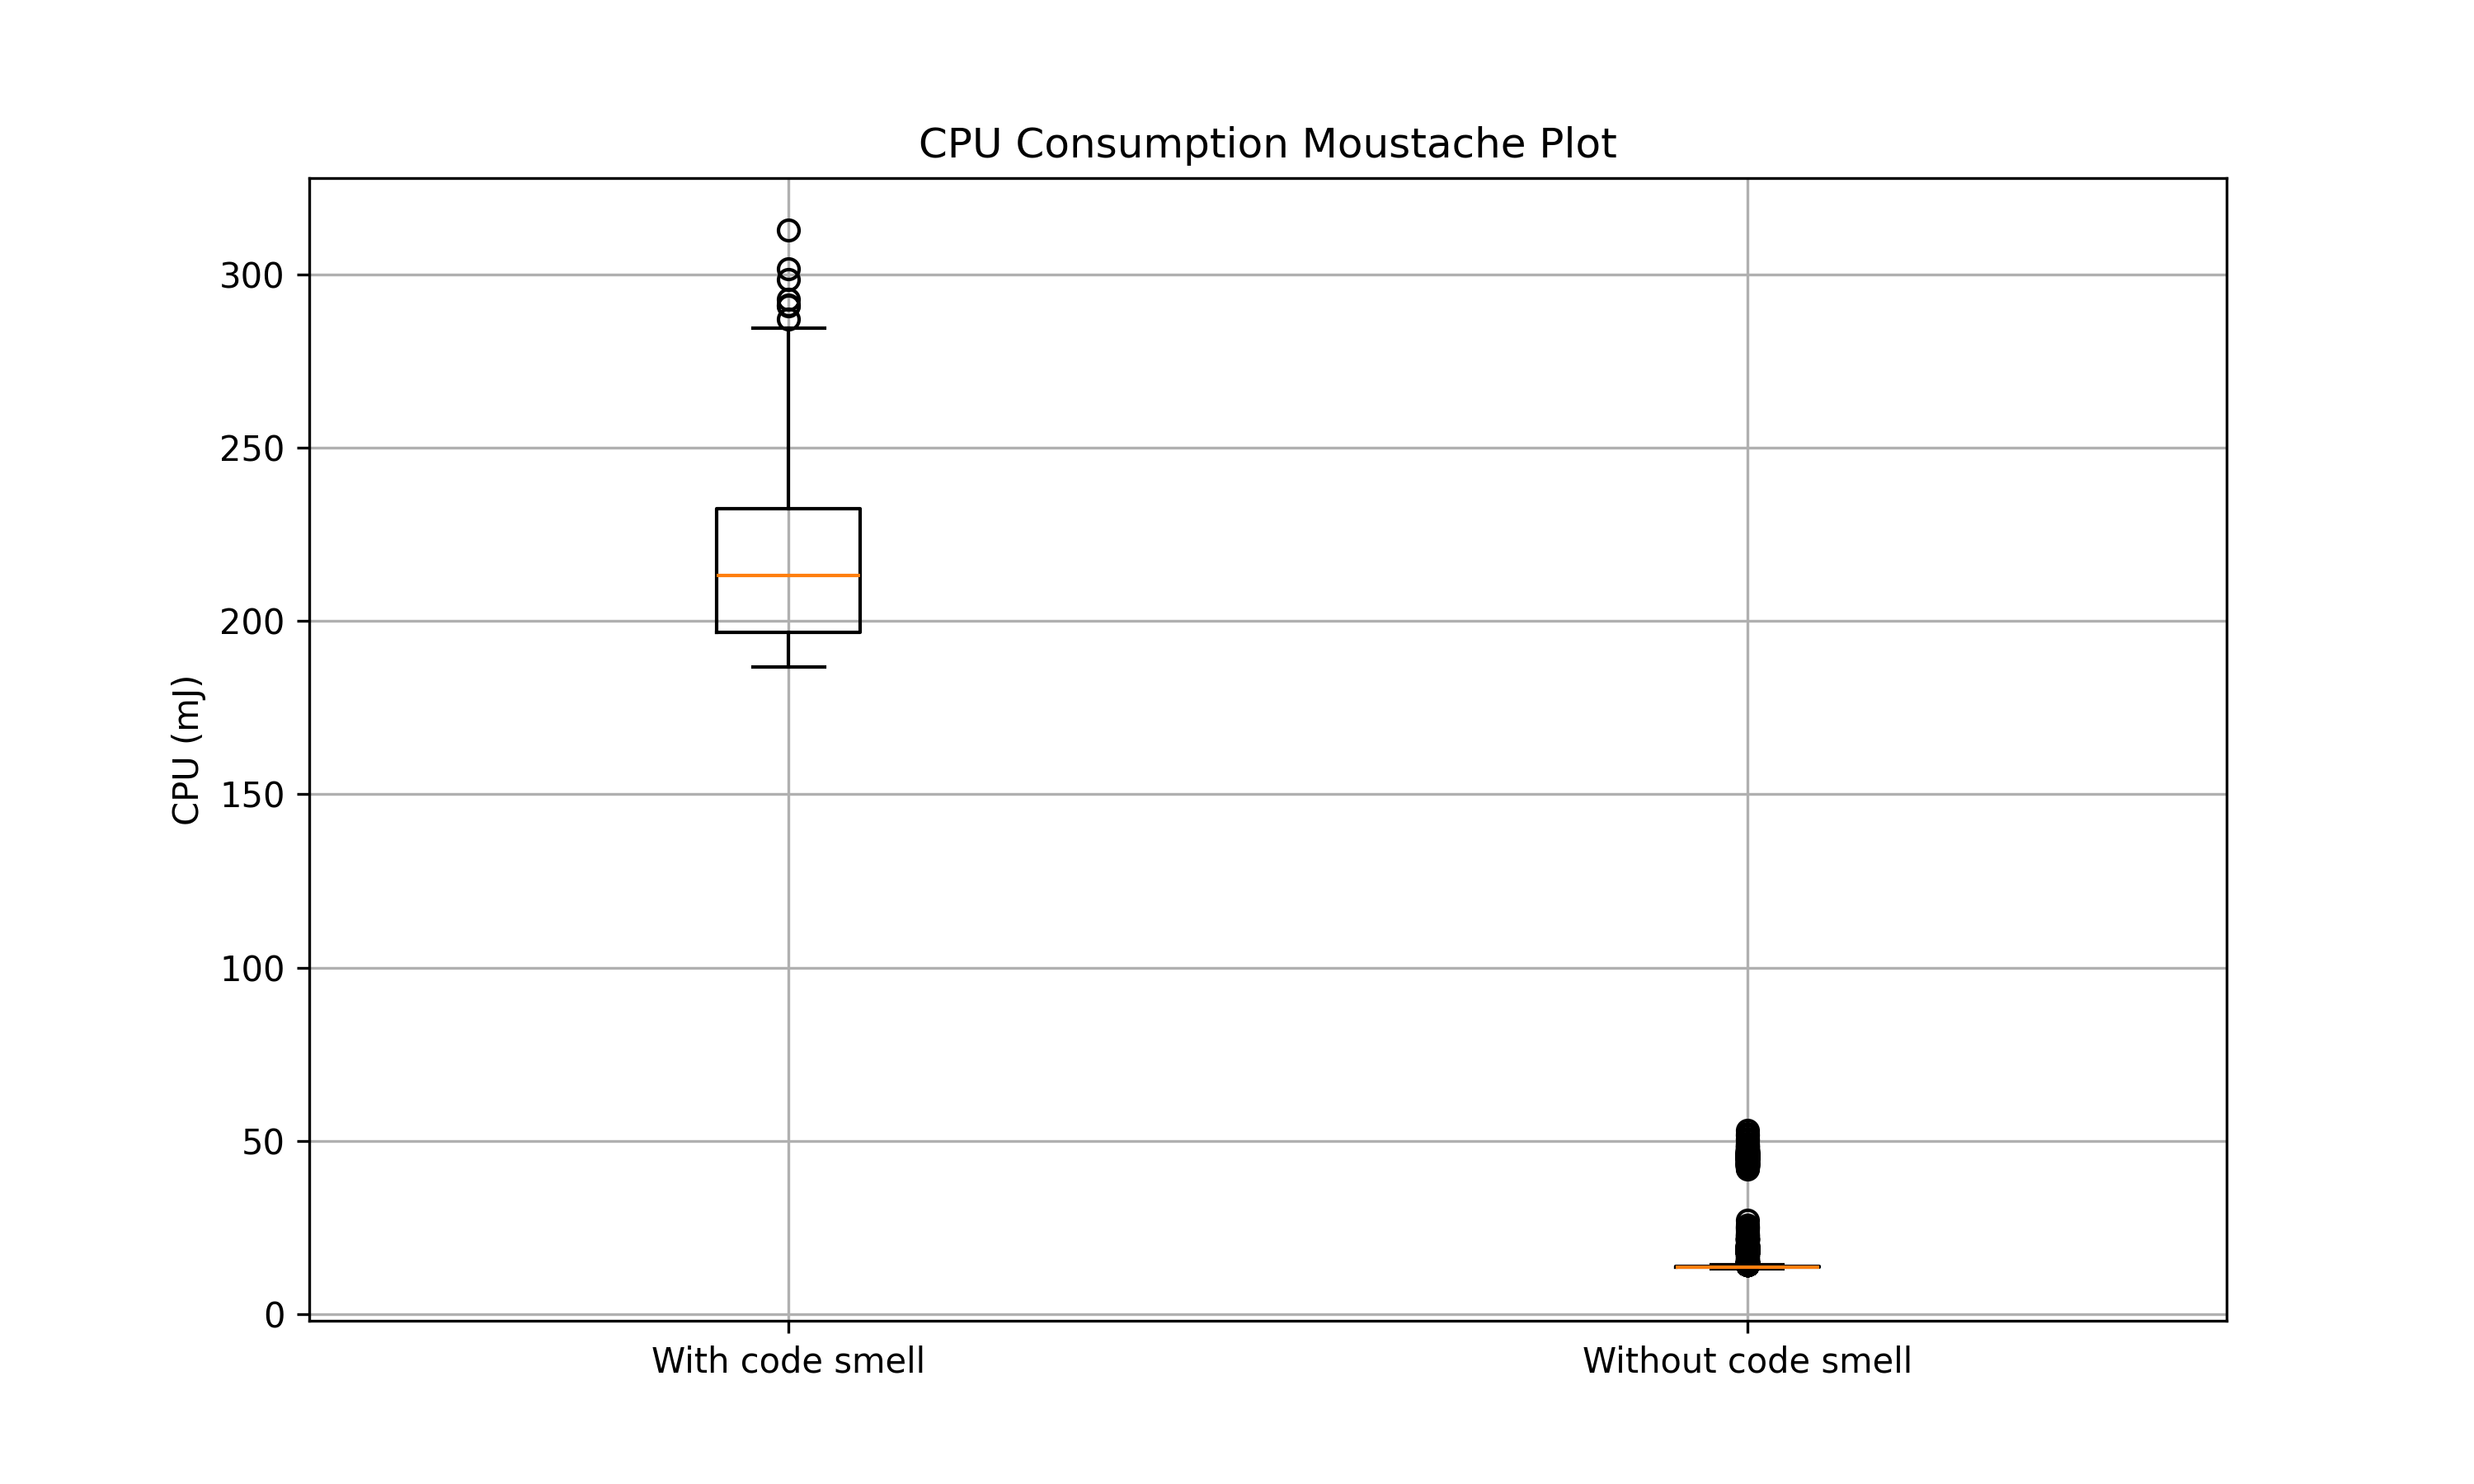 CPU Consumption Moustache Plot
CPU (mJ)
300
250
200
150
100
50
0
With code smell
Without code smell